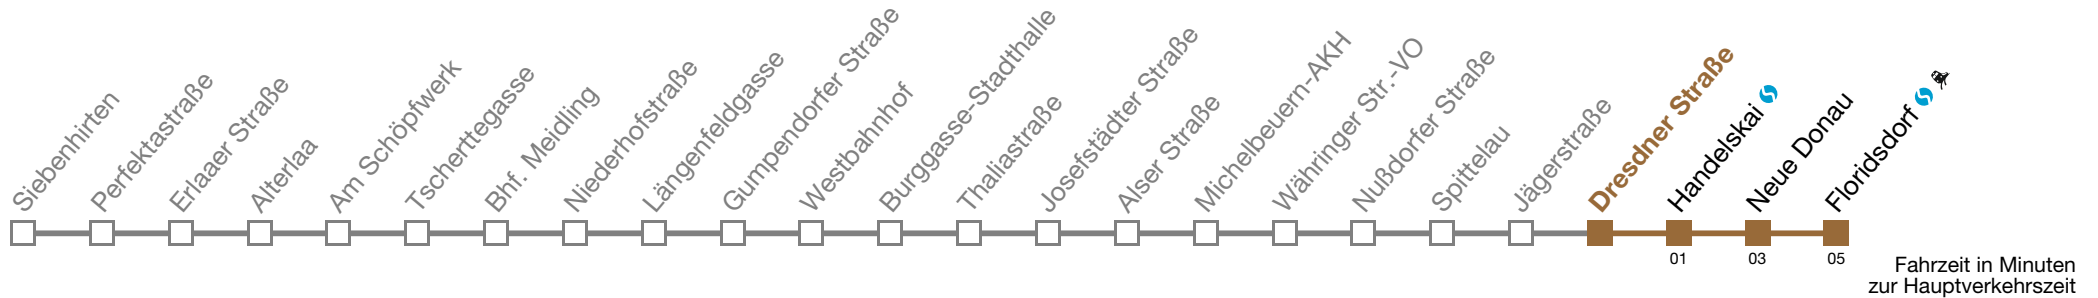 Siebenhirten
Perfektastraße
Erlaaer Straße
Alterlaa
Am Schöpfwerk
Tscherttegasse
Bhf. Meidling
Niederhofstraße
Längenfeldgasse
Gumpendorfer Straße
Westbahnhof
Burggasse-Stadthalle
Thaliastraße
Josefstädter Straße
Alser Straße
Michelbeuern-AKH
Währinger Str.-VO
Nußdorfer Straße
Spittelau
Jägerstraße
Dresdner Straße
Handelskai
Neue Donau
Floridsdorf
01
03
05
Fahrzeit in Minuten
zur Hauptverkehrszeit